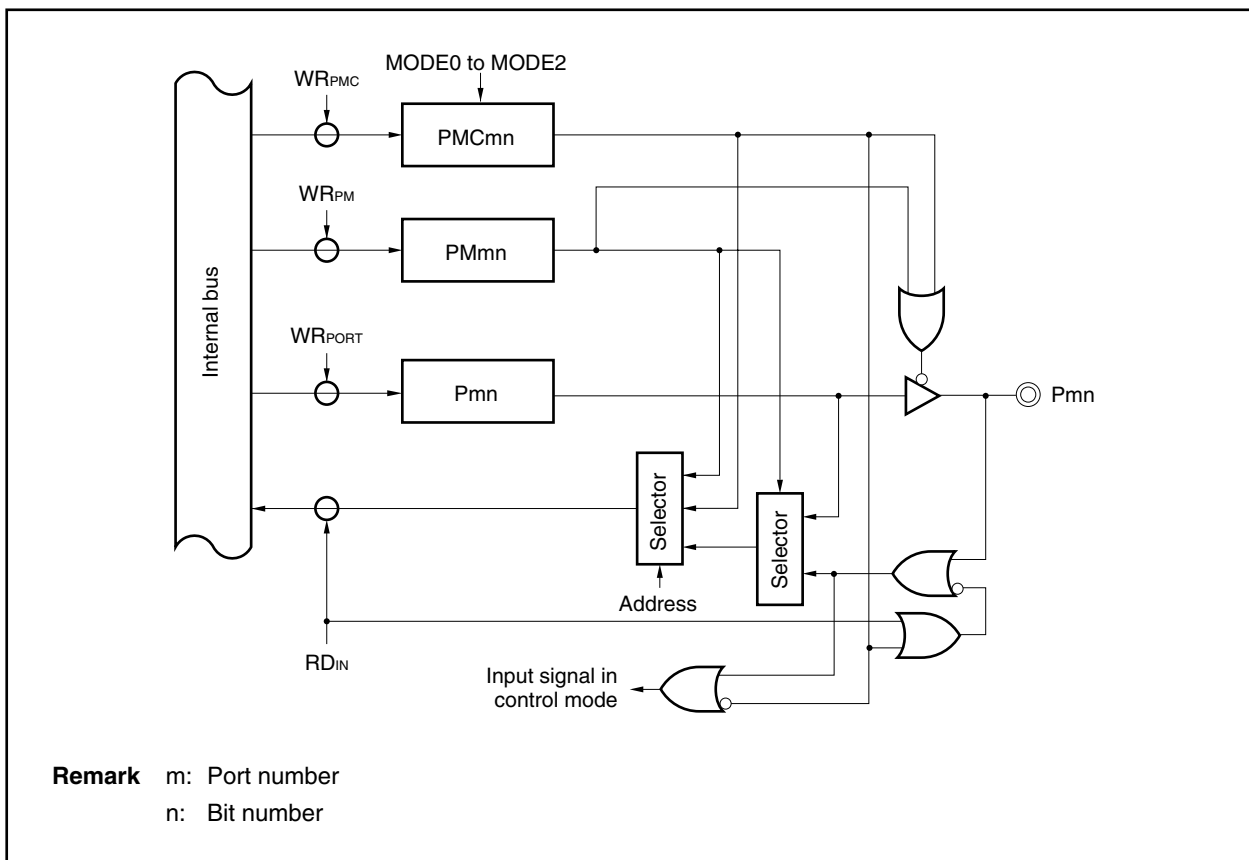 MODE0 to MODE2
WRPMC
PMCmn
WRPM
PMmn
Internal bus
WRPORT
Pmn
Pmn
Selector
Selector
Address
RDIN
Input signal in
control mode
Remark m: Port number
n: Bit number